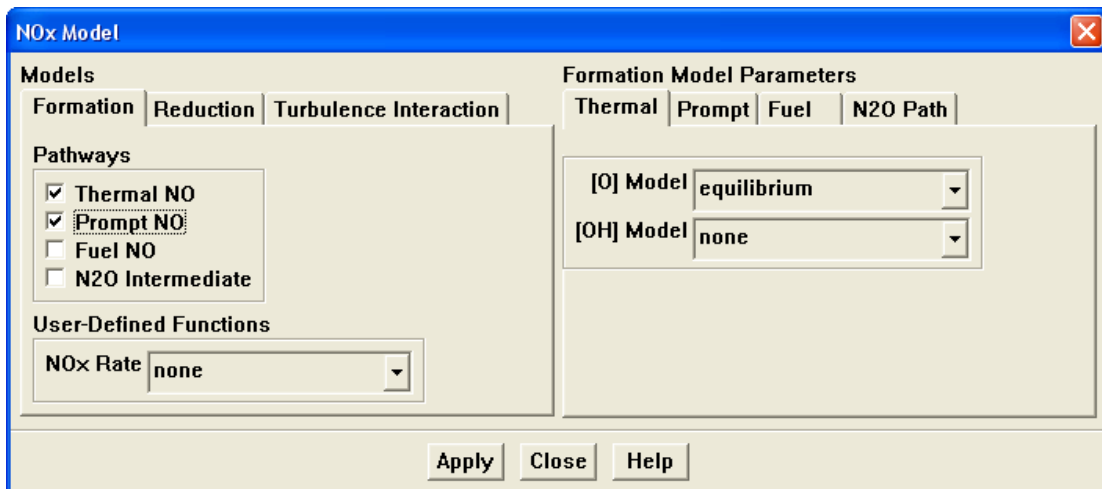 NOx Model
Models
Formation Reduction Turbulence Interaction
Pathways
Thermal NO
Prompt NO
Fuel NO
N2O Intermediate
User-Defined Functions
NOx Rate none
Formation Model Parameters
Thermal Prompt Fuel N2O Path
[O] Model equilibrium
[OH] Model none
Apply Close Help